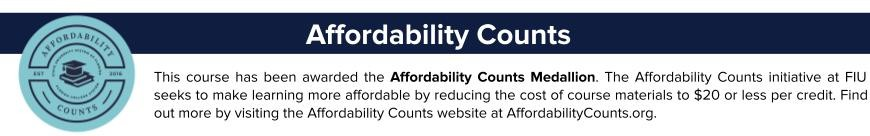 Affordability Counts
AFFORDABILITY
EST 2016
COUNTS
This course has been awarded the Affordability Counts Medallion. The Affordability Counts initiative at FIU
seeks to make learning more affordable by reducing the cost of course materials to $20 or less per credit. Find
out more by visiting the Affordability Counts website at AffordabilityCounts.org.